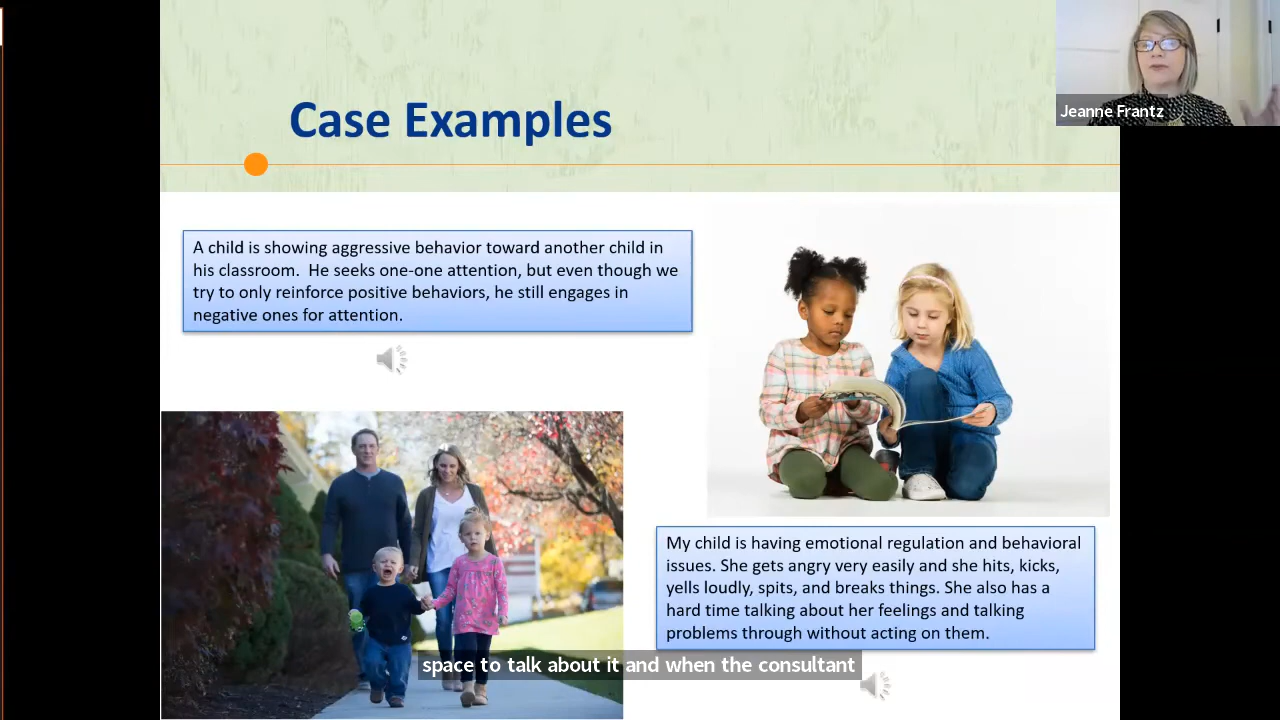 Jeanne Frantz
Case Examples
A child is showing aggressive behavior toward another child in
his classroom.  He seeks one-one attention, but even though we
try to only reinforce positive behaviors, he still engages in
negative ones for attention.
My child is having emotional regulation and behavioral
issues. She gets angry very easily and she hits, kicks,
yells loudly, spits, and breaks things. She also has a
hard time talking about her feelings and talking
problems through without acting on them.
space to talk about it and when the consultant